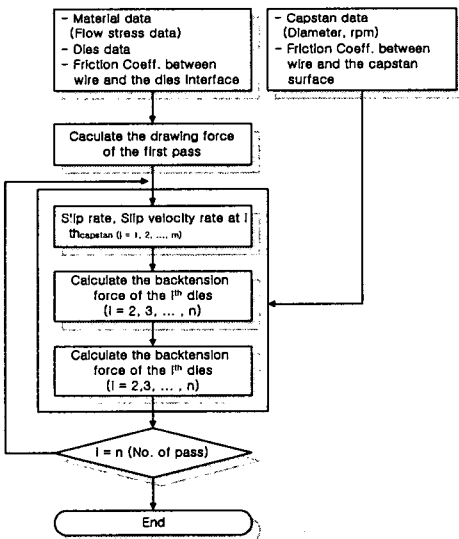 - Material data
(Flow stress data)
- Dies data
- Friction Coeff. between
wire and the dies interface
- Capstan data
(Diameter, rpm)
- Friction Coeff. between
wire and the capstan
surface
Caculate the drawing force
of the first pass
Slip rate, Slip velocity rate at i
th capstan (i = 1, 2, ..., m)
Calculate the backtension
force of the ith dies
(i = 2, 3, ... , n)
Calculate the backtension
force of the ith dies
(i = 2,3, ... , n)
i = n (No. of pass)
End